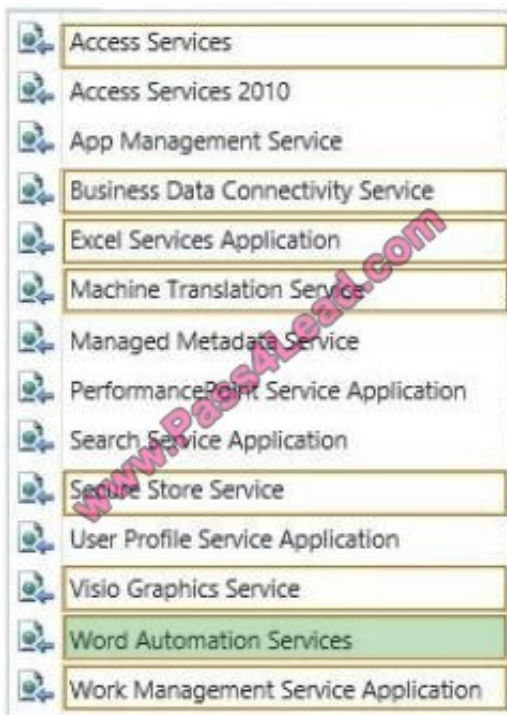 Access Services
Access Services 2010
App Management Service
Business Data Connectivity Service
Excel Services Application
Machine Translation Service
Managed Metadata Service
PerformancePoint Service Application
Search Service Application
Secure Store Service
User Profile Service Application
Visio Graphics Service
Word Automation Services
Work Management Service Application
www.Pass4Lead.com